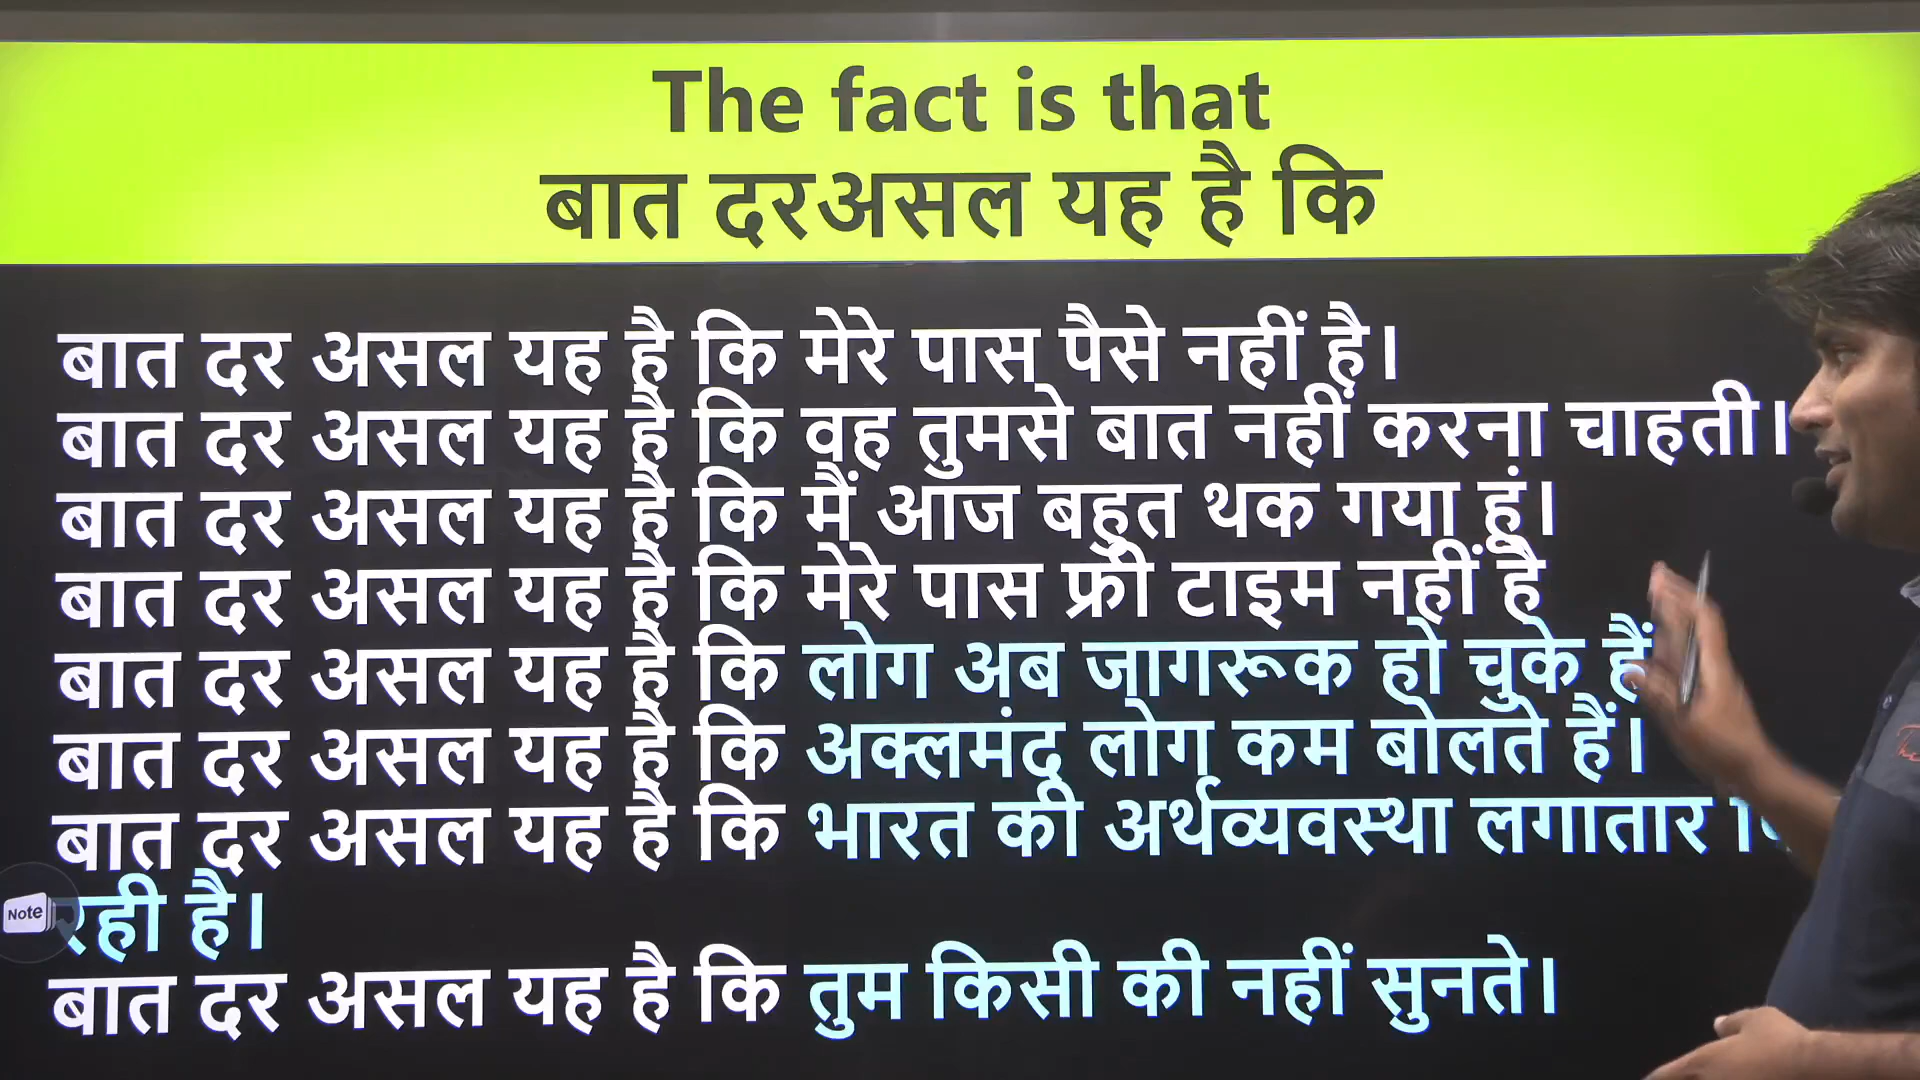 The fact is that
बात दरअसल यह है कि
बात दर असल यह है कि मेरे पास पैसे नहीं है।
बात दर असल यह है कि वह तुमसे बात नहीं करना चाहती।
बात दर असल यह है कि मैं आज बहुत थक गया हूं।
बात दर असल यह है कि मेरे पास फ्री टाइम नहीं है
बात दर असल यह है कि लोग अब जागरूक हो चुके हैं
बात दर असल यह है कि अक्लमंद लोग कम बोलते हैं।
बात दर असल यह है कि भारत की अर्थव्यवस्था लगातार
Note
रही है।
बात दर असल यह है कि तुम किसी की नहीं सुनते।